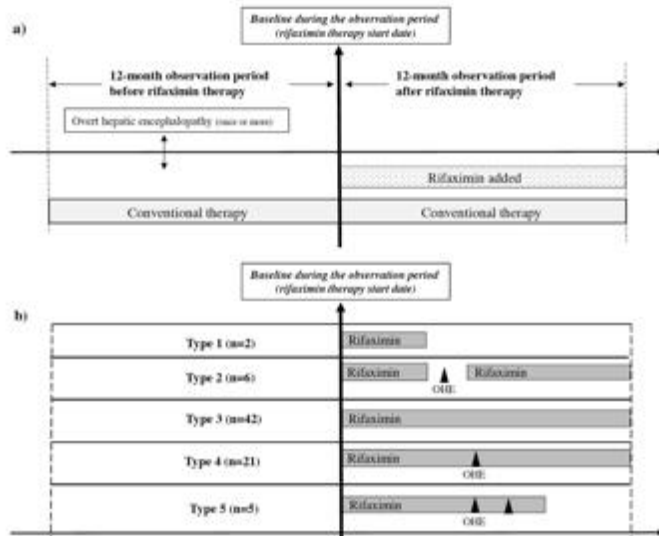 Baseline during the observation period
(rifaximin therapy start date)
a)
12-month observation period
before rifaximin therapy
12-month observation period
after rifaximin therapy
Overt hepatic encephalopathy (once or more)
Rifaximin added
Conventional therapy
Conventional therapy
Baseline during the observation period
(rifaximin therapy start date)
b)
Type 1 (n=2)
Rifaximin
Type 2 (n=6)
Rifaximin
Rifaximin
OHE
Type 3 (n=42)
Rifaximin
Type 4 (n=21)
Rifaximin
OHE
Type 5 (n=5)
Rifaximin
OHE